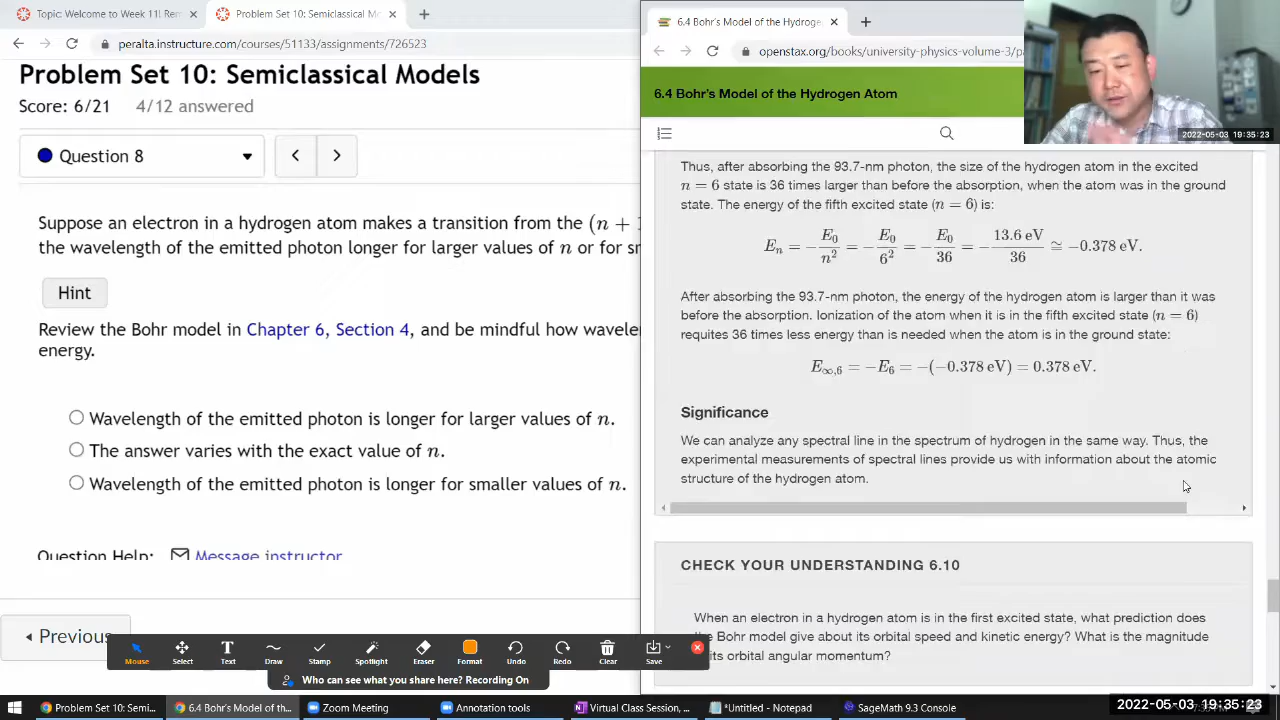 Topic: Welcome to Week 11! Ren
Problem Set 10: Semiclassical Mo
peralta.instructure.com/courses/51133/assignments/726523
Problem Set 10: Semiclassical Models
Score: 6/21 4/12 answered
Question 8
Suppose an electron in a hydrogen atom makes a transition from the (n +
the wavelength of the emitted photon longer for larger values of n or for sm
Hint
Review the Bohr model in Chapter 6, Section 4, and be mindful how wavele
energy.
Wavelength of the emitted photon is longer for larger values of n.
The answer varies with the exact value of n.
Wavelength of the emitted photon is longer for smaller values of n.
Question Help: Message instructor
Previous
6.4 Bohr's Model of the Hydroge
openstax.org/books/university-physics-volume-3/pa
6.4 Bohr's Model of the Hydrogen Atom
2022-05-03 19:35:23
Thus, after absorbing the 93.7-nm photon, the size of the hydrogen atom in the excited
n = 6 state is 36 times larger than before the absorption, when the atom was in the ground
state. The energy of the fifth excited state (n = 6) is:
Eₙ = −E₀/n² = −E₀/6² = −E₀/36 = −13.6 eV/36 ≅ −0.378 eV.
After absorbing the 93.7-nm photon, the energy of the hydrogen atom is larger than it was
before the absorption. Ionization of the atom when it is in the fifth excited state (n = 6)
requites 36 times less energy than is needed when the atom is in the ground state:
E∞,₆ = −E₆ = −(−0.378 eV) = 0.378 eV.
Significance
We can analyze any spectral line in the spectrum of hydrogen in the same way. Thus, the
experimental measurements of spectral lines provide us with information about the atomic
structure of the hydrogen atom.
CHECK YOUR UNDERSTANDING 6.10
When an electron in a hydrogen atom is in the first excited state, what prediction does
the Bohr model give about its orbital speed and kinetic energy? What is the magnitude
its orbital angular momentum?
Mouse Select Text Draw Stamp Spotlight Eraser Format Undo Redo Clear Save
Who can see what you share here? Recording On
Problem Set 10: Semi...
6.4 Bohr's Model of th...
Zoom Meeting
Annotation tools
Virtual Class Session, ...
*Untitled - Notepad
SageMath 9.3 Console
2022-05-03 19:35:23